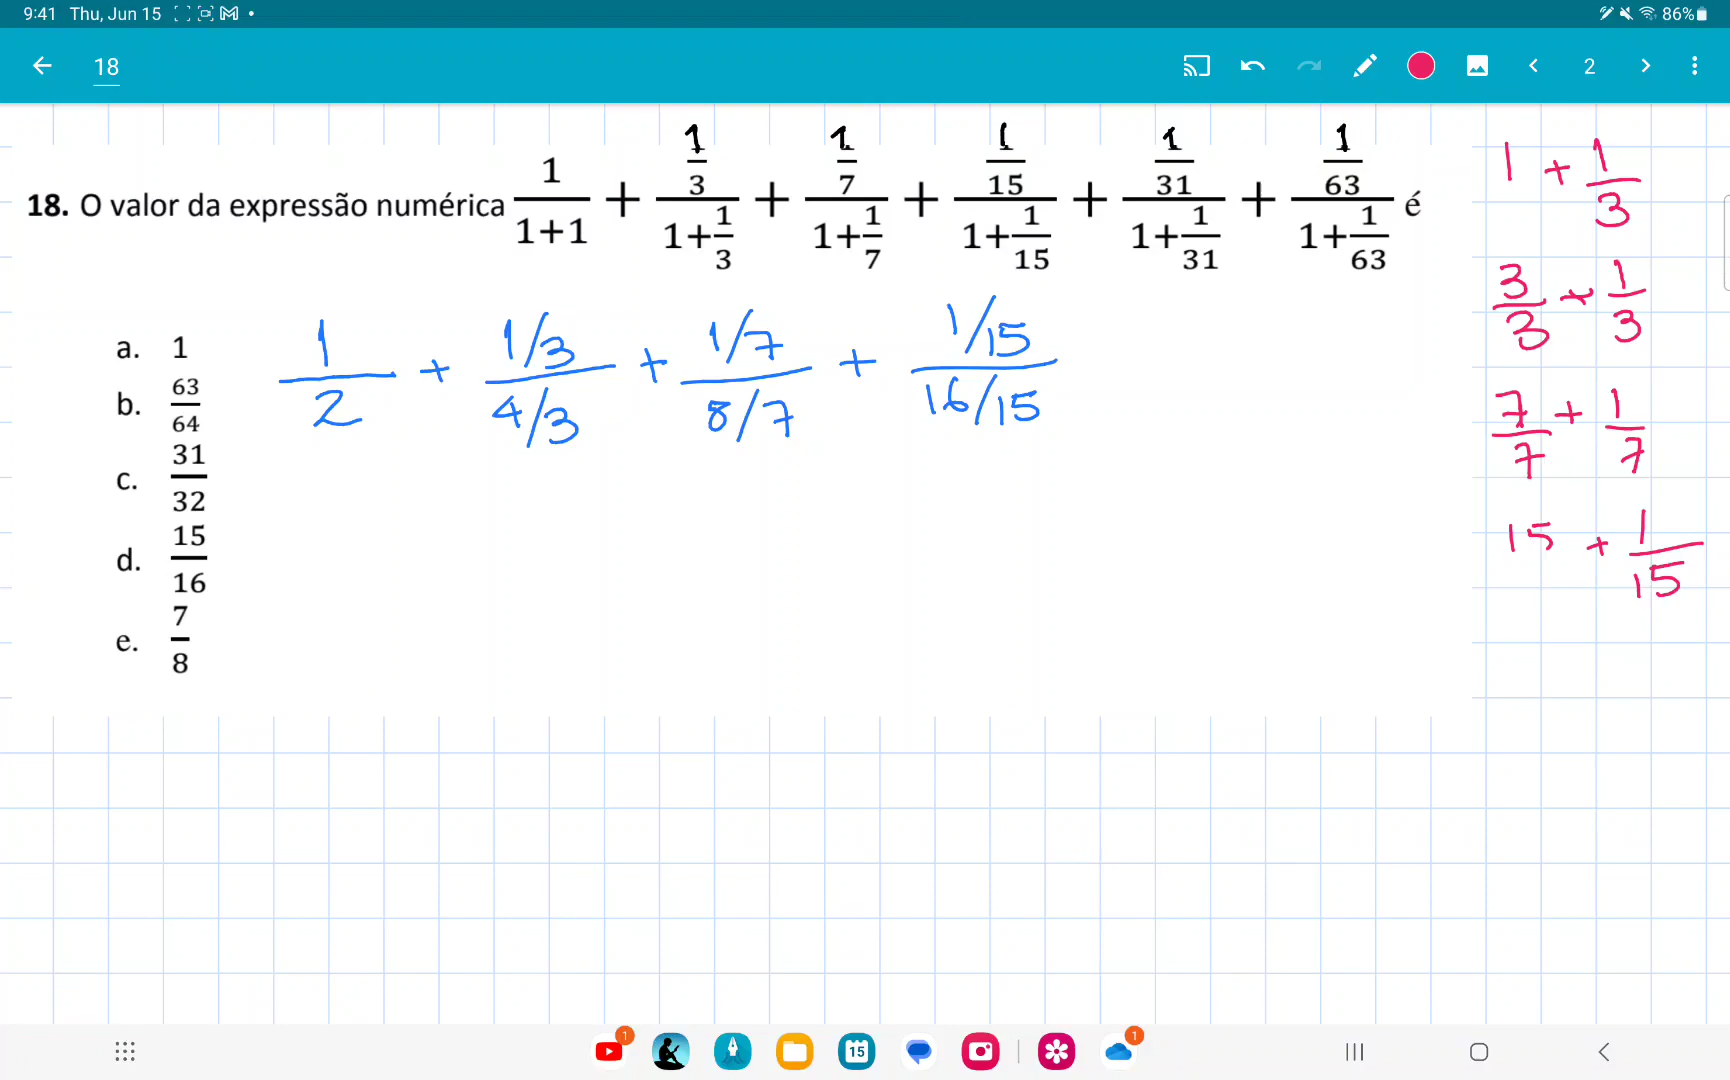 9:41 Thu, Jun 15 86%
18 2
18. O valor da expressão numérica 1/(1+1) + (1/3)/(1+1/3) + (1/7)/(1+1/7) + (1/15)/(1+1/15) + (1/31)/(1+1/31) + (1/63)/(1+1/63) é
a. 1
b. 63/64
c. 31/32
d. 15/16
e. 7/8
1/2 + (1/3)/(4/3) + (1/7)/(8/7) + (1/15)/(16/15)
1 + 1/3
3/3 + 1/3
7/7 + 1/7
15 + 1/15
1 15 1